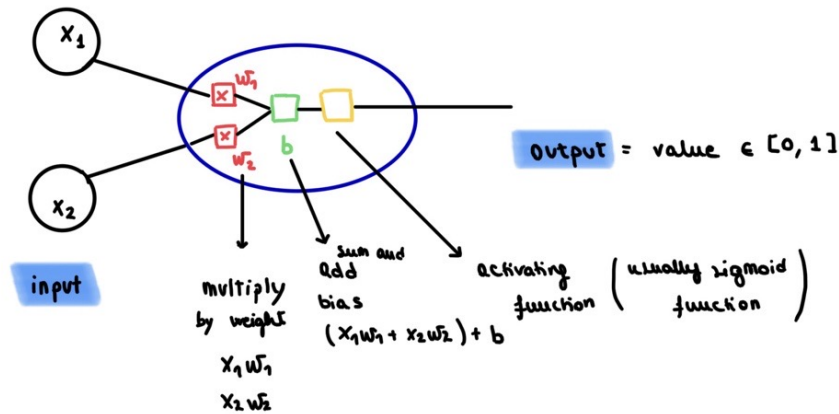 x₁
x w₁
x w₂
b
x₂
input
output = value ∈ [0, 1]
multiply
by weight
x₁w₁
x₂w₂
sum and
add
bias
(x₁w₁ + x₂w₂) + b
activating
function
(usually sigmoid
function)